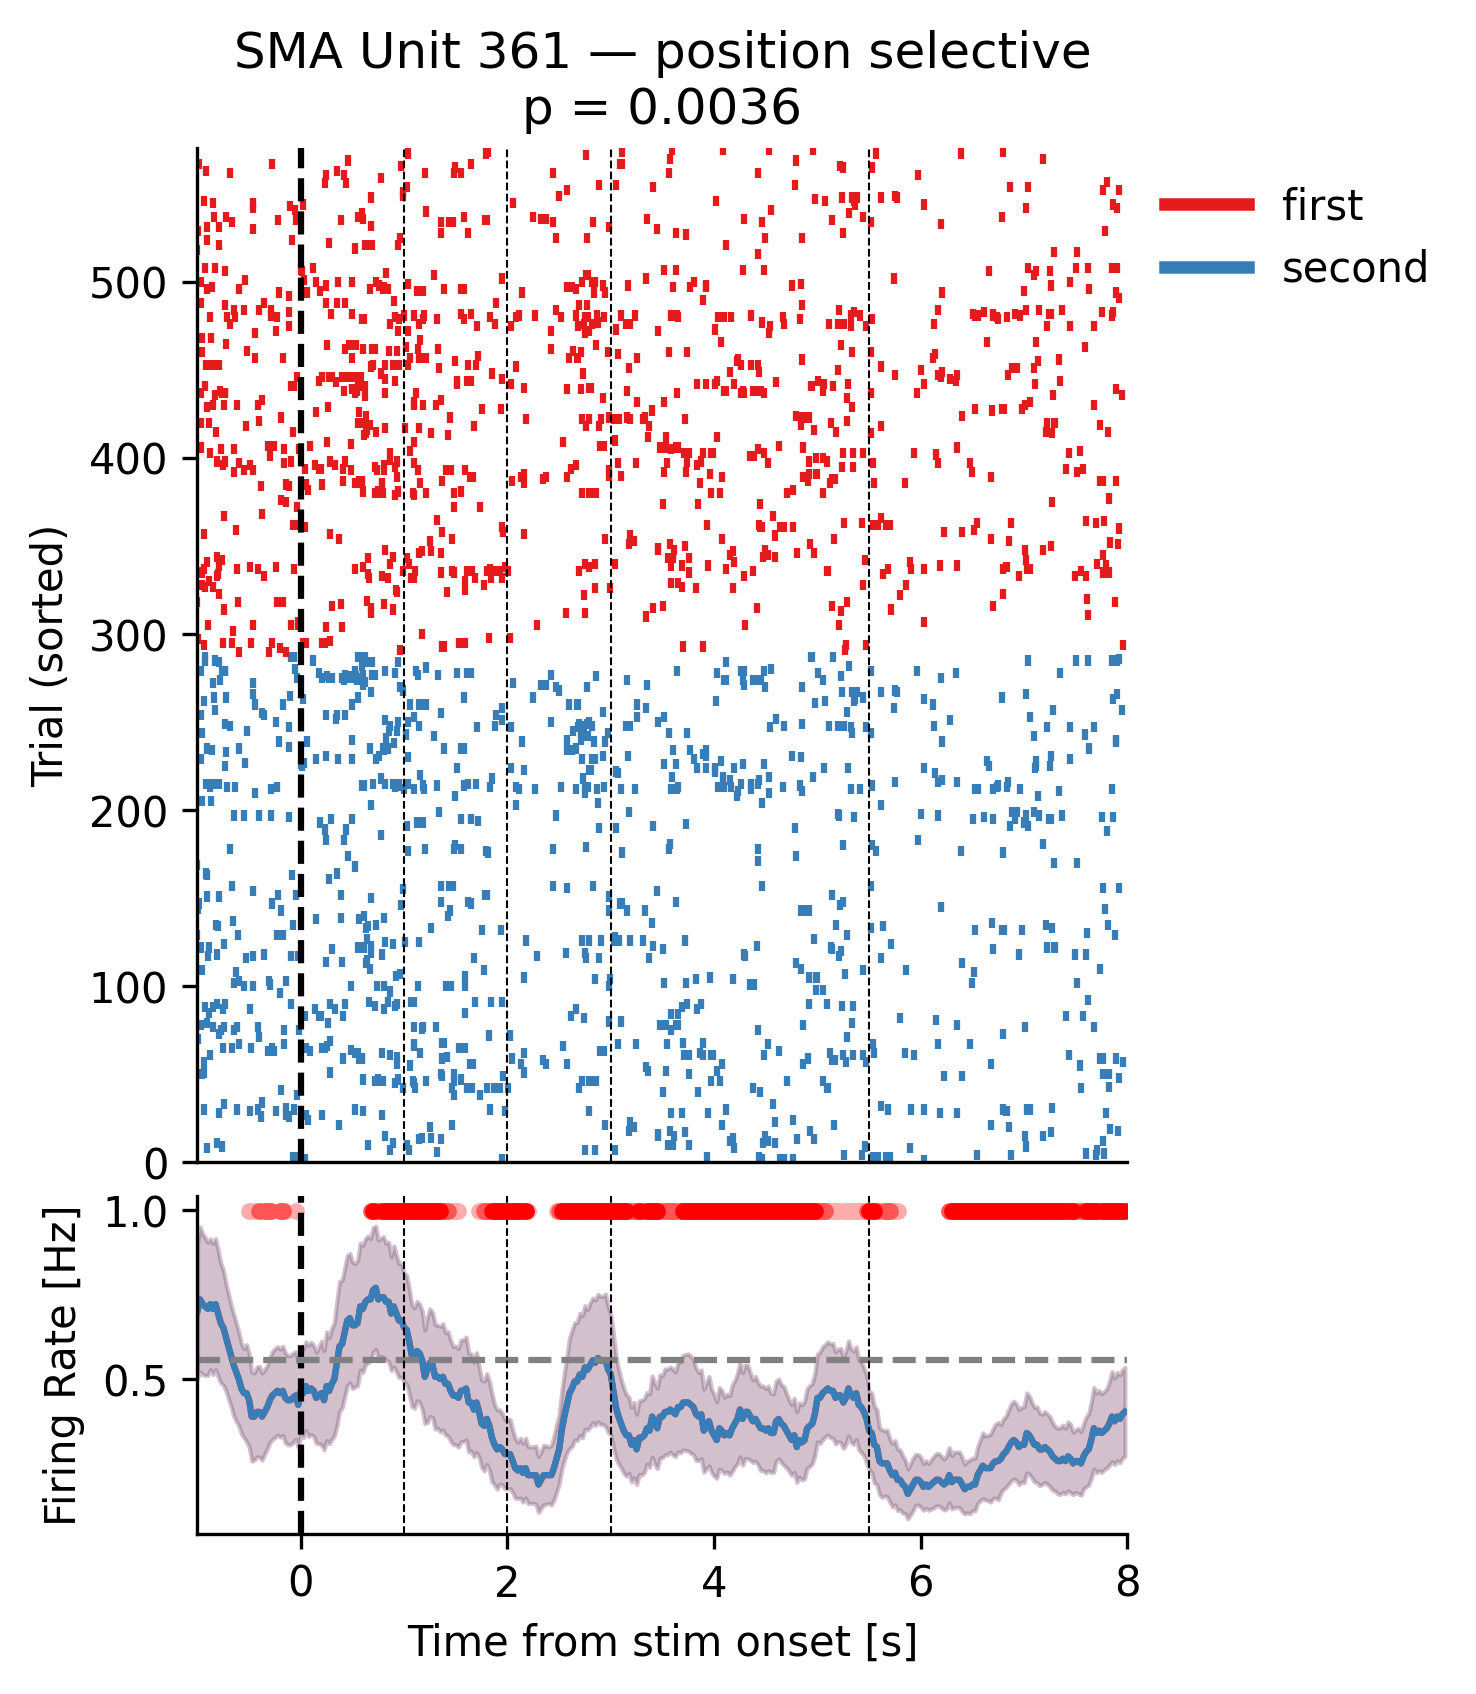 SMA Unit 361 — position selective
p = 0.0036
first
second
500
400
300
200
100
0
Trial (sorted)
1.0
0.5
Firing Rate [Hz]
0 2 4 6 8
Time from stim onset [s]